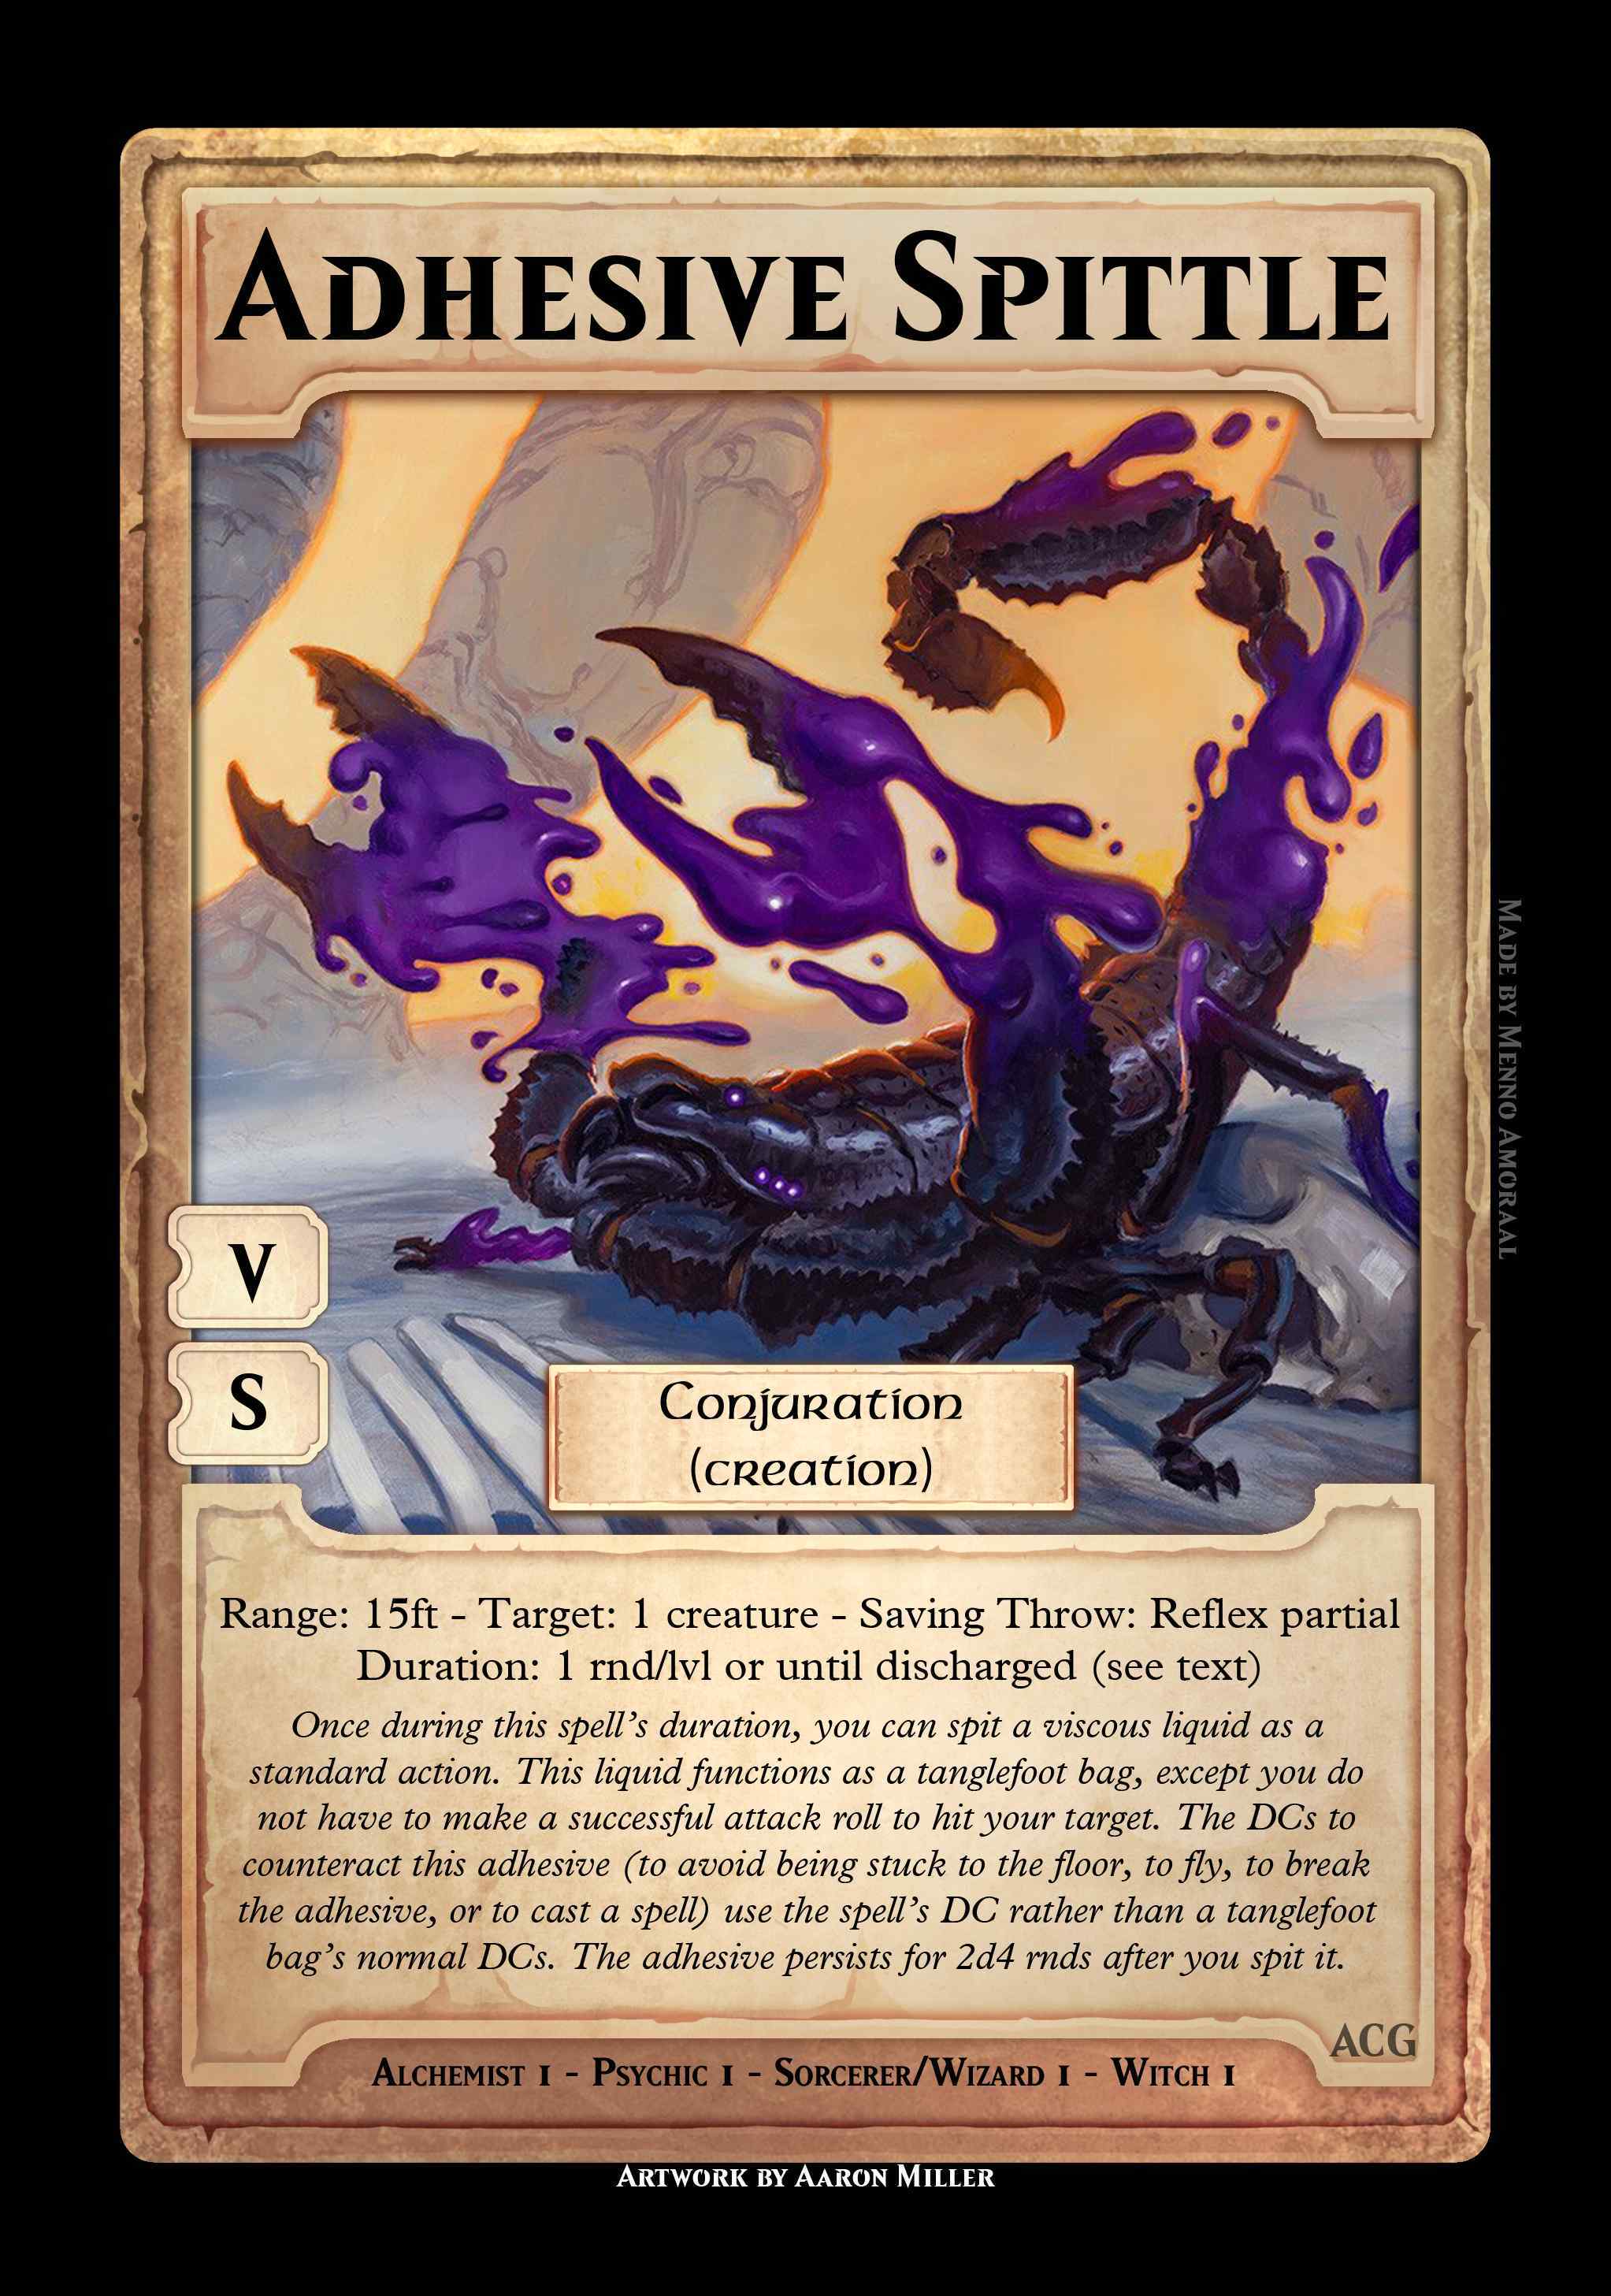 Adhesive Spittle
Made by Menno Amoraal
V
S
Conjuration
(creation)
Range: 15ft - Target: 1 creature - Saving Throw: Reflex partial
Duration: 1 rnd/lvl or until discharged (see text)
Once during this spell's duration, you can spit a viscous liquid as a
standard action. This liquid functions as a tanglefoot bag, except you do
not have to make a successful attack roll to hit your target. The DCs to
counteract this adhesive (to avoid being stuck to the floor, to fly, to break
the adhesive, or to cast a spell) use the spell's DC rather than a tanglefoot
bag's normal DCs. The adhesive persists for 2d4 rnds after you spit it.
ACG
Alchemist 1 - Psychic 1 - Sorcerer/Wizard 1 - Witch 1
Artwork by Aaron Miller